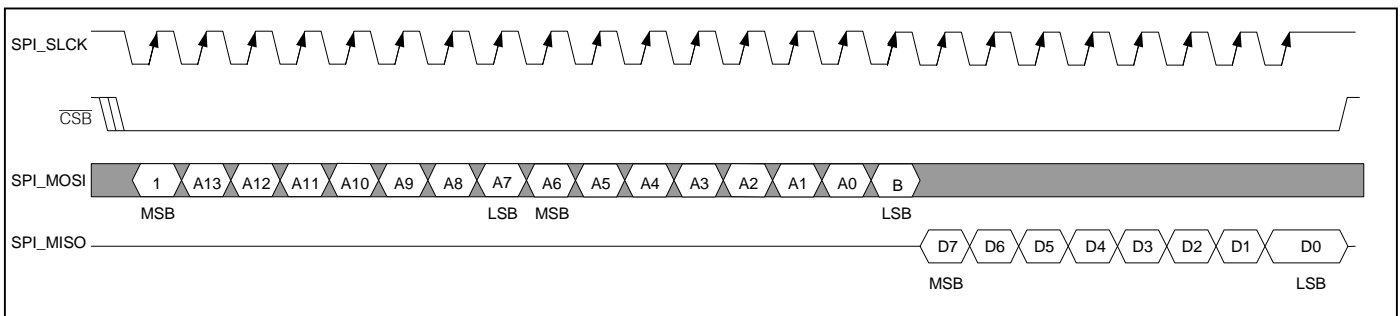 SPI_SLCK
CSB
SPI_MOSI 1 A13 A12 A11 A10 A9 A8 A7 A6 A5 A4 A3 A2 A1 A0 B
MSB LSB MSB LSB
SPI_MISO D7 D6 D5 D4 D3 D2 D1 D0
MSB LSB